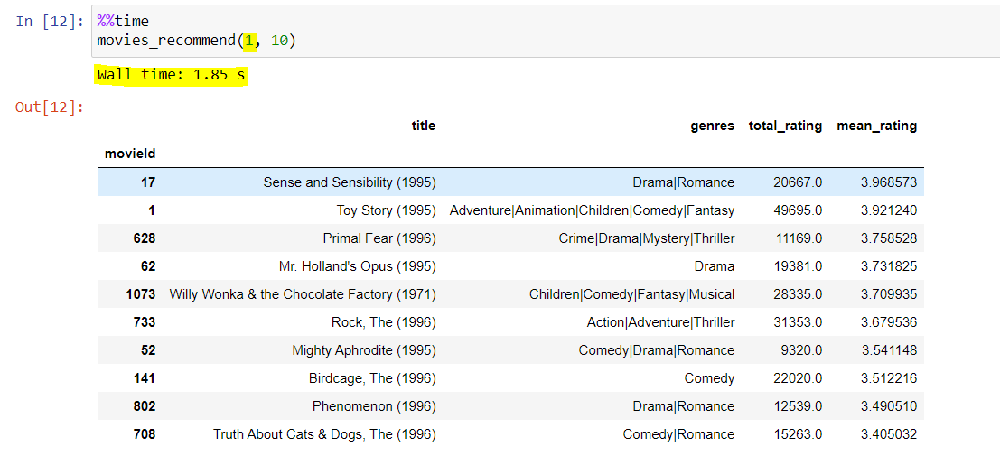 In [12]: %%time
movies_recommend(1, 10)
Wall time: 1.85 s
Out[12]:
title genres total_rating mean_rating
movieId
17 Sense and Sensibility (1995) Drama|Romance 20667.0 3.968573
1 Toy Story (1995) Adventure|Animation|Children|Comedy|Fantasy 49695.0 3.921240
628 Primal Fear (1996) Crime|Drama|Mystery|Thriller 11169.0 3.758528
62 Mr. Holland's Opus (1995) Drama 19381.0 3.731825
1073 Willy Wonka & the Chocolate Factory (1971) Children|Comedy|Fantasy|Musical 28335.0 3.709935
733 Rock, The (1996) Action|Adventure|Thriller 31353.0 3.679536
52 Mighty Aphrodite (1995) Comedy|Drama|Romance 9320.0 3.541148
141 Birdcage, The (1996) Comedy 22020.0 3.512216
802 Phenomenon (1996) Drama|Romance 12539.0 3.490510
708 Truth About Cats & Dogs, The (1996) Comedy|Romance 15263.0 3.405032